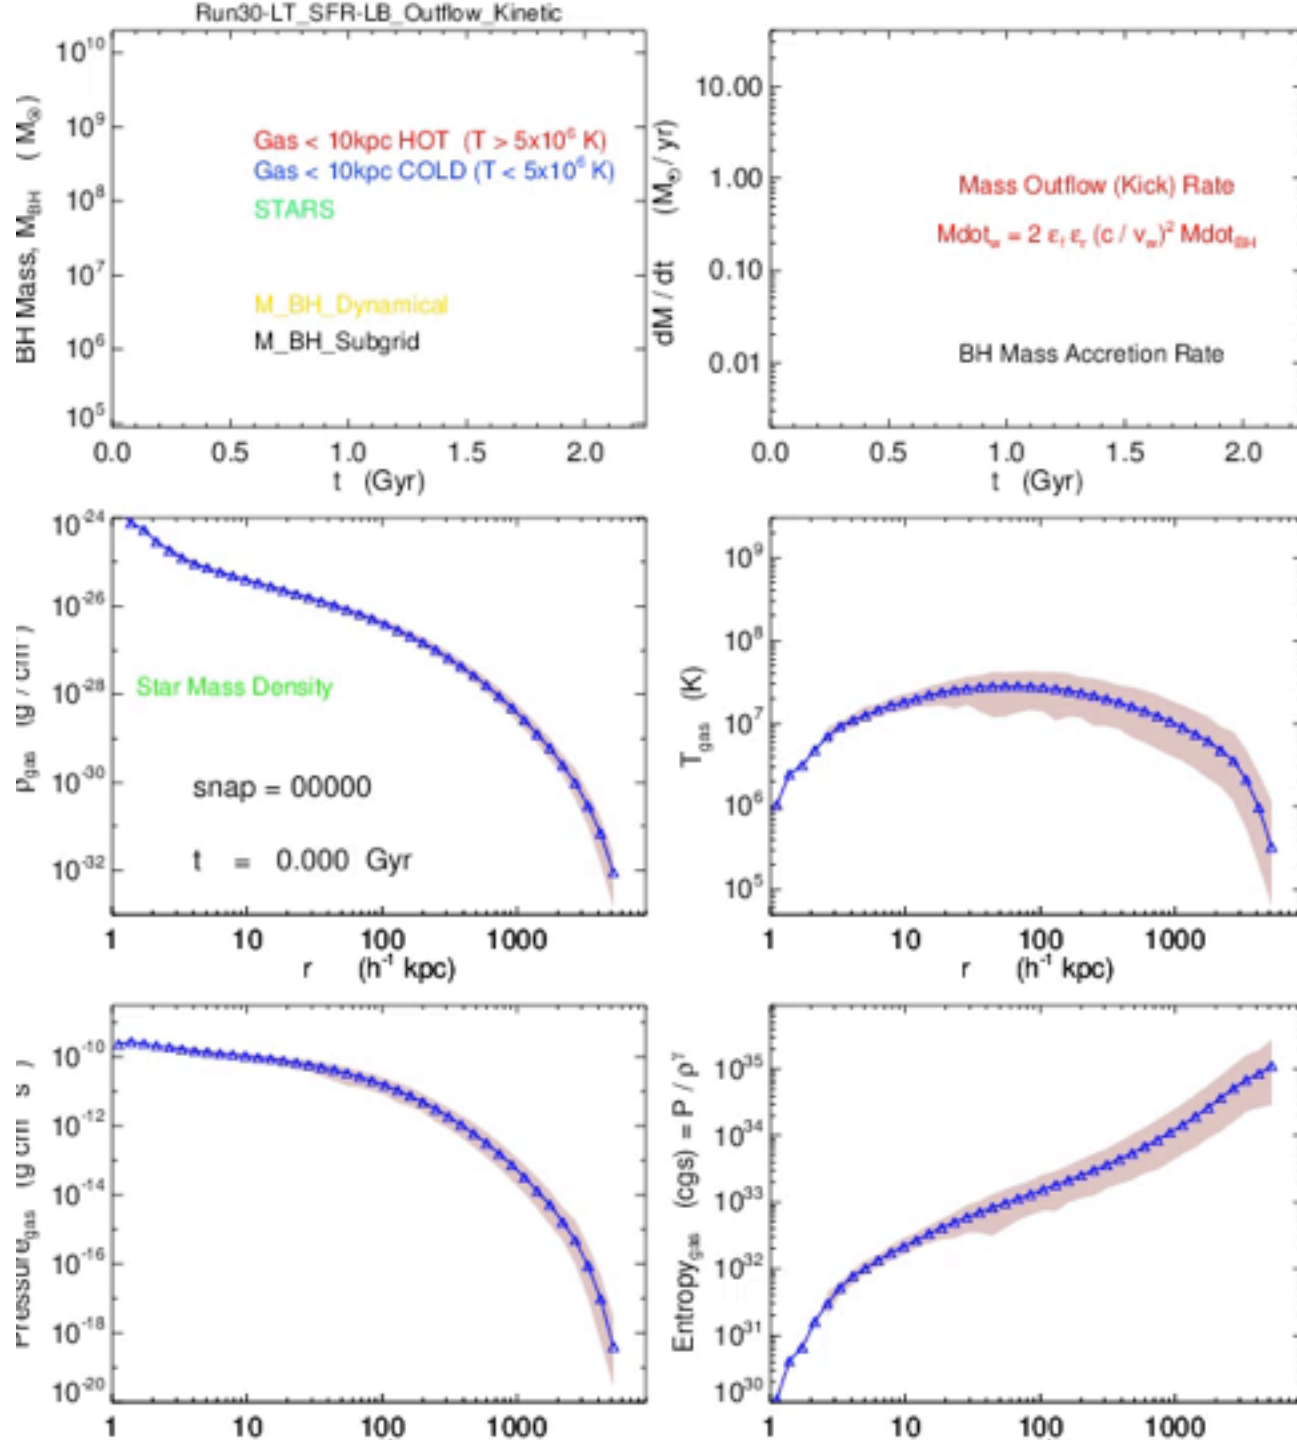 Run30-LT_SFR-LB_Outflow_Kinetic
BH Mass, M_BH ( M_⊙)
10^10
10^9
10^8
10^7
10^6
10^5
Gas < 10kpc HOT (T > 5x10^6 K)
Gas < 10kpc COLD (T < 5x10^6 K)
STARS
M_BH_Dynamical
M_BH_Subgrid
0.0 0.5 1.0 1.5 2.0
t (Gyr)
dM / dt (M_⊙ / yr)
10.00
1.00
0.10
0.01
Mass Outflow (Kick) Rate
Mdot_w = 2 ε_f ε_r (c / v_w)^2 Mdot_BH
BH Mass Accretion Rate
0.0 0.5 1.0 1.5 2.0
t (Gyr)
ρ_gas (g / cm
10^-24
10^-26
10^-28
10^-30
10^-32
Star Mass Density
snap = 00000
t = 0.000 Gyr
1 10 100 1000
r (h^-1 kpc)
T_gas (K)
10^9
10^8
10^7
10^6
10^5
1 10 100 1000
r (h^-1 kpc)
Pressure_gas (g cm s )
10^-10
10^-12
10^-14
10^-16
10^-18
10^-20
1 10 100 1000
Entropy_gas (cgs) = P / ρ^γ
10^35
10^34
10^33
10^32
10^31
10^30
1 10 100 1000